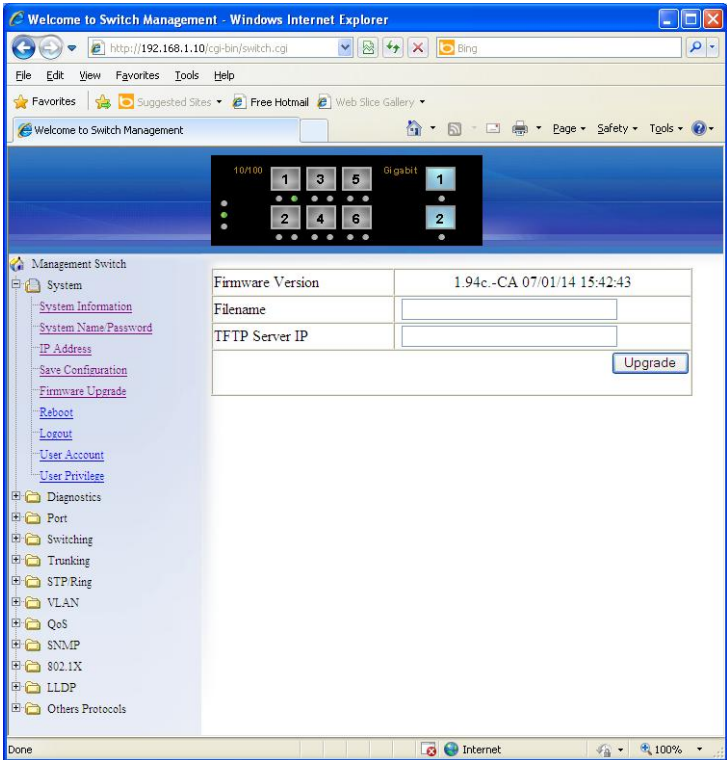 Welcome to Switch Management - Windows Internet Explorer
http://192.168.1.10/cgi-bin/switch.cgi
Bing
File Edit View Favorites Tools Help
Favorites Suggested Sites Free Hotmail Web Slice Gallery
Welcome to Switch Management Page Safety Tools
10/100 1 3 5 Gigabit 1
2 4 6 2
Management Switch
System
System Information
System Name/Password
IP Address
Save Configuration
Firmware Upgrade
Reboot
Logout
User Account
User Privilege
Diagnostics
Port
Switching
Trunking
STP/Ring
VLAN
QoS
SNMP
802.1X
LLDP
Others Protocols
Firmware Version 1.94c.-CA 07/01/14 15:42:43
Filename
TFTP Server IP
Upgrade
Done Internet 100%